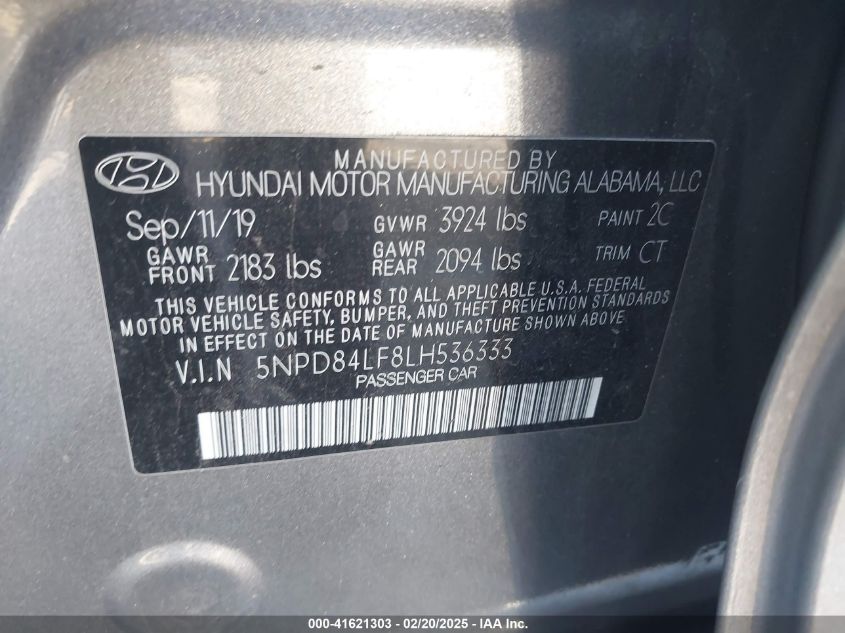 MANUFACTURED BY
HYUNDAI MOTOR MANUFACTURING ALABAMA, LLC
Sep/11/19 GVWR 3924 lbs PAINT 2C
GAWR FRONT 2183 lbs GAWR REAR 2094 lbs TRIM CT
THIS VEHICLE CONFORMS TO ALL APPLICABLE U.S.A. FEDERAL
MOTOR VEHICLE SAFETY, BUMPER, AND THEFT PREVENTION STANDARDS
IN EFFECT ON THE DATE OF MANUFACTURE SHOWN ABOVE
V.I.N 5NPD84LF8LH536333
PASSENGER CAR
000-41621303 - 02/20/2025 - IAA Inc.